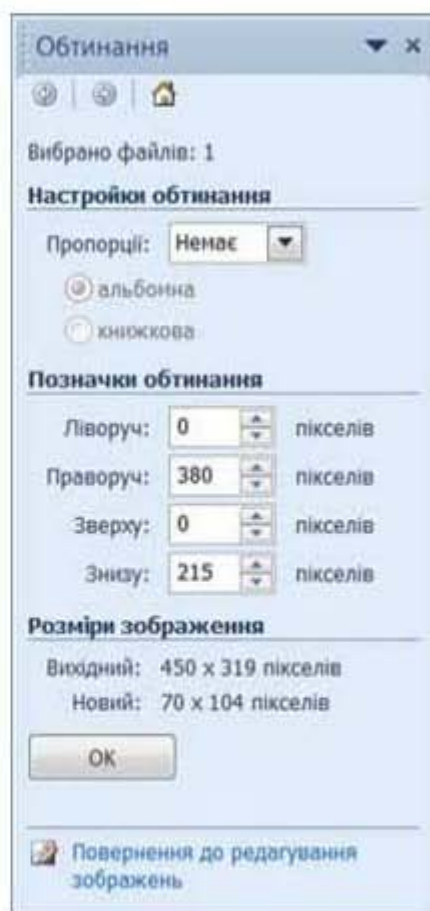 Обтинання
Вибрано файлів: 1
Настройки обтинання
Пропорції: Немає
альбомна
книжкова
Позначки обтинання
Ліворуч: 0 пікселів
Праворуч: 380 пікселів
Зверху: 0 пікселів
Знизу: 215 пікселів
Розміри зображення
Вихідний: 450 x 319 пікселів
Новий: 70 x 104 пікселів
ОК
Повернення до редагування
зображень